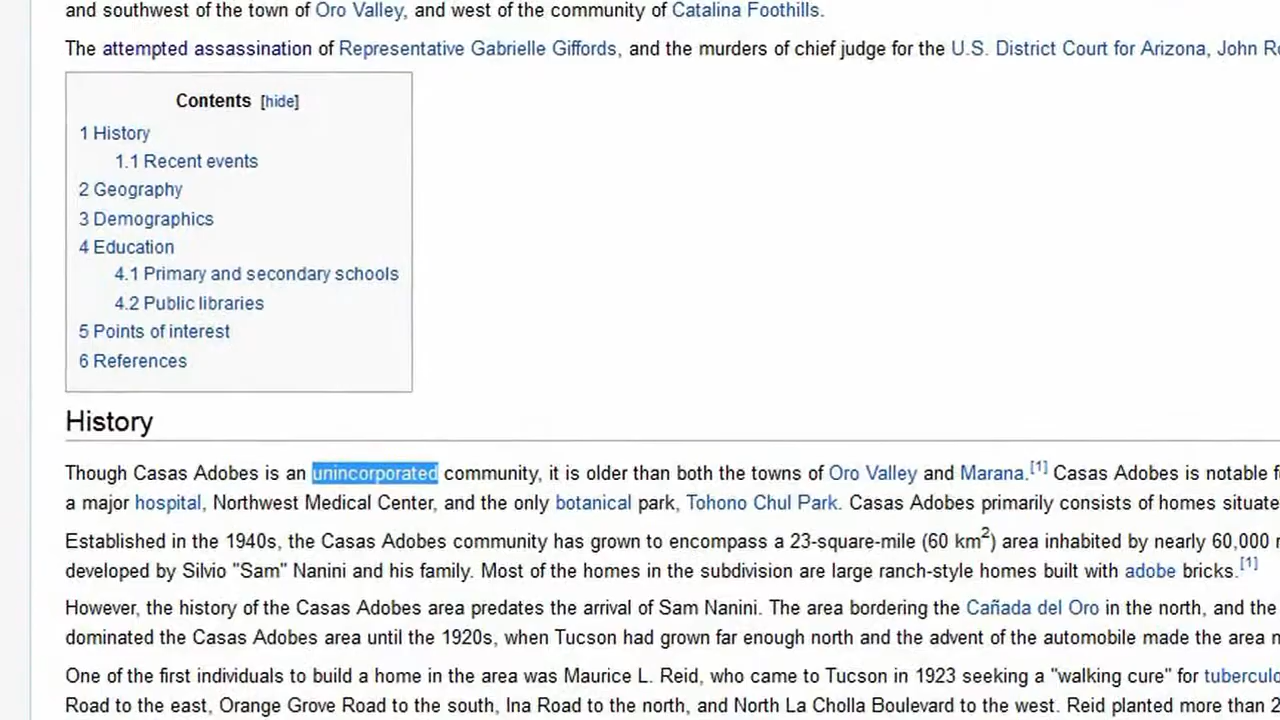 and southwest of the town of Oro Valley, and west of the community of Catalina Foothills.
The attempted assassination of Representative Gabrielle Giffords, and the murders of chief judge for the U.S. District Court for Arizona, John
Contents [hide]
1 History
1.1 Recent events
2 Geography
3 Demographics
4 Education
4.1 Primary and secondary schools
4.2 Public libraries
5 Points of interest
6 References
History
Though Casas Adobes is an unincorporated community, it is older than both the towns of Oro Valley and Marana.[1] Casas Adobes is notable
a major hospital, Northwest Medical Center, and the only botanical park, Tohono Chul Park. Casas Adobes primarily consists of homes
Established in the 1940s, the Casas Adobes community has grown to encompass a 23-square-mile (60 km²) area inhabited by nearly 60,000
developed by Silvio "Sam" Nanini and his family. Most of the homes in the subdivision are large ranch-style homes built with adobe bricks.[1]
However, the history of the Casas Adobes area predates the arrival of Sam Nanini. The area bordering the Cañada del Oro in the north, and the
dominated the Casas Adobes area until the 1920s, when Tucson had grown far enough north and the advent of the automobile made the area
One of the first individuals to build a home in the area was Maurice L. Reid, who came to Tucson in 1923 seeking a "walking cure" for
Road to the east, Orange Grove Road to the south, Ina Road to the north, and North La Cholla Boulevard to the west. Reid planted more than